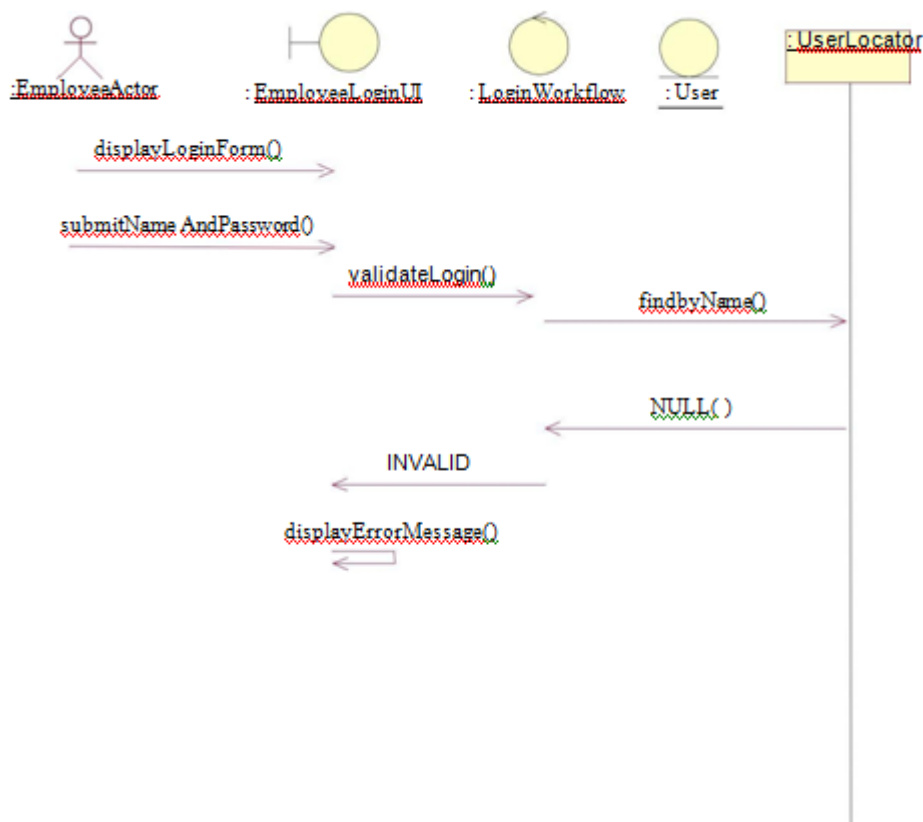 : UserLocator
:EmployeeActor
: EmployeeLoginUI
: LoginWorkflow
: User
displayLoginForm()
submitName AndPassword()
validateLogin()
findbyName()
NULL( )
INVALID
displayErrorMessage()